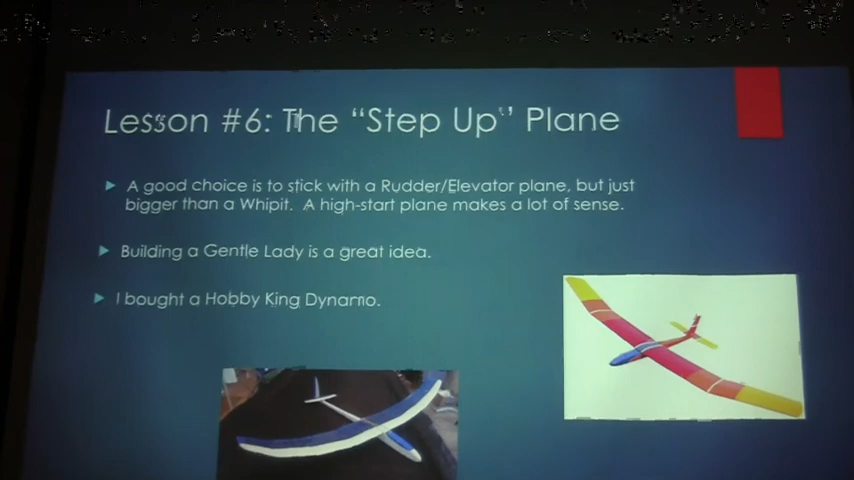 Lesson #6: The “Step Up” Plane
A good choice is to stick with a Rudder/Elevator plane, but just
bigger than a Whipit. A high-start plane makes a lot of sense.
Building a Gentle Lady is a great idea.
I bought a Hobby King Dynamo.